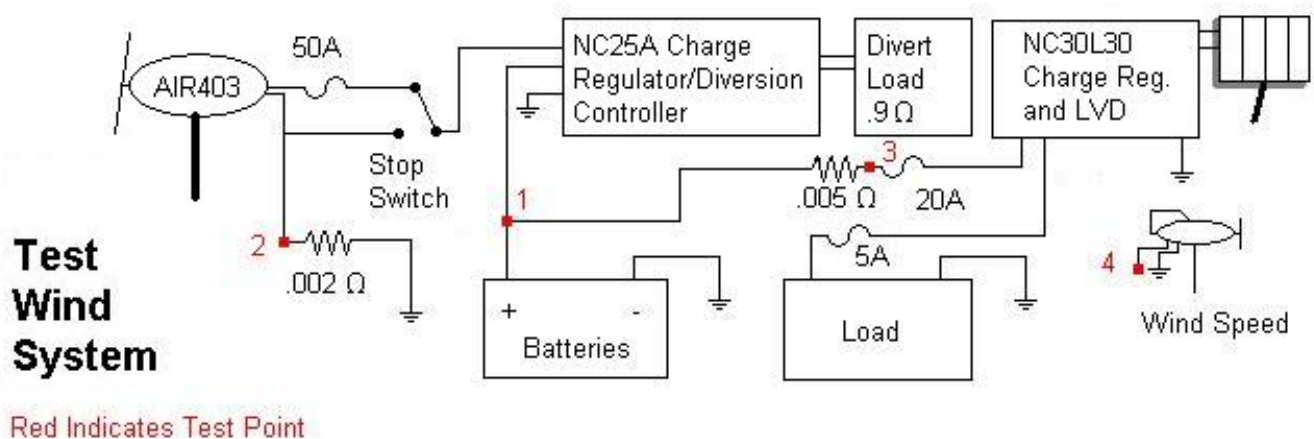 50A
AIR403
Stop
Switch
NC25A Charge
Regulator/Diversion
Controller
Divert
Load
.9 Ω
NC30L30
Charge Reg.
and LVD
1
2
3
4
.002 Ω
.005 Ω
20A
5A
+
-
Batteries
Load
Wind Speed
Test
Wind
System
Red Indicates Test Point